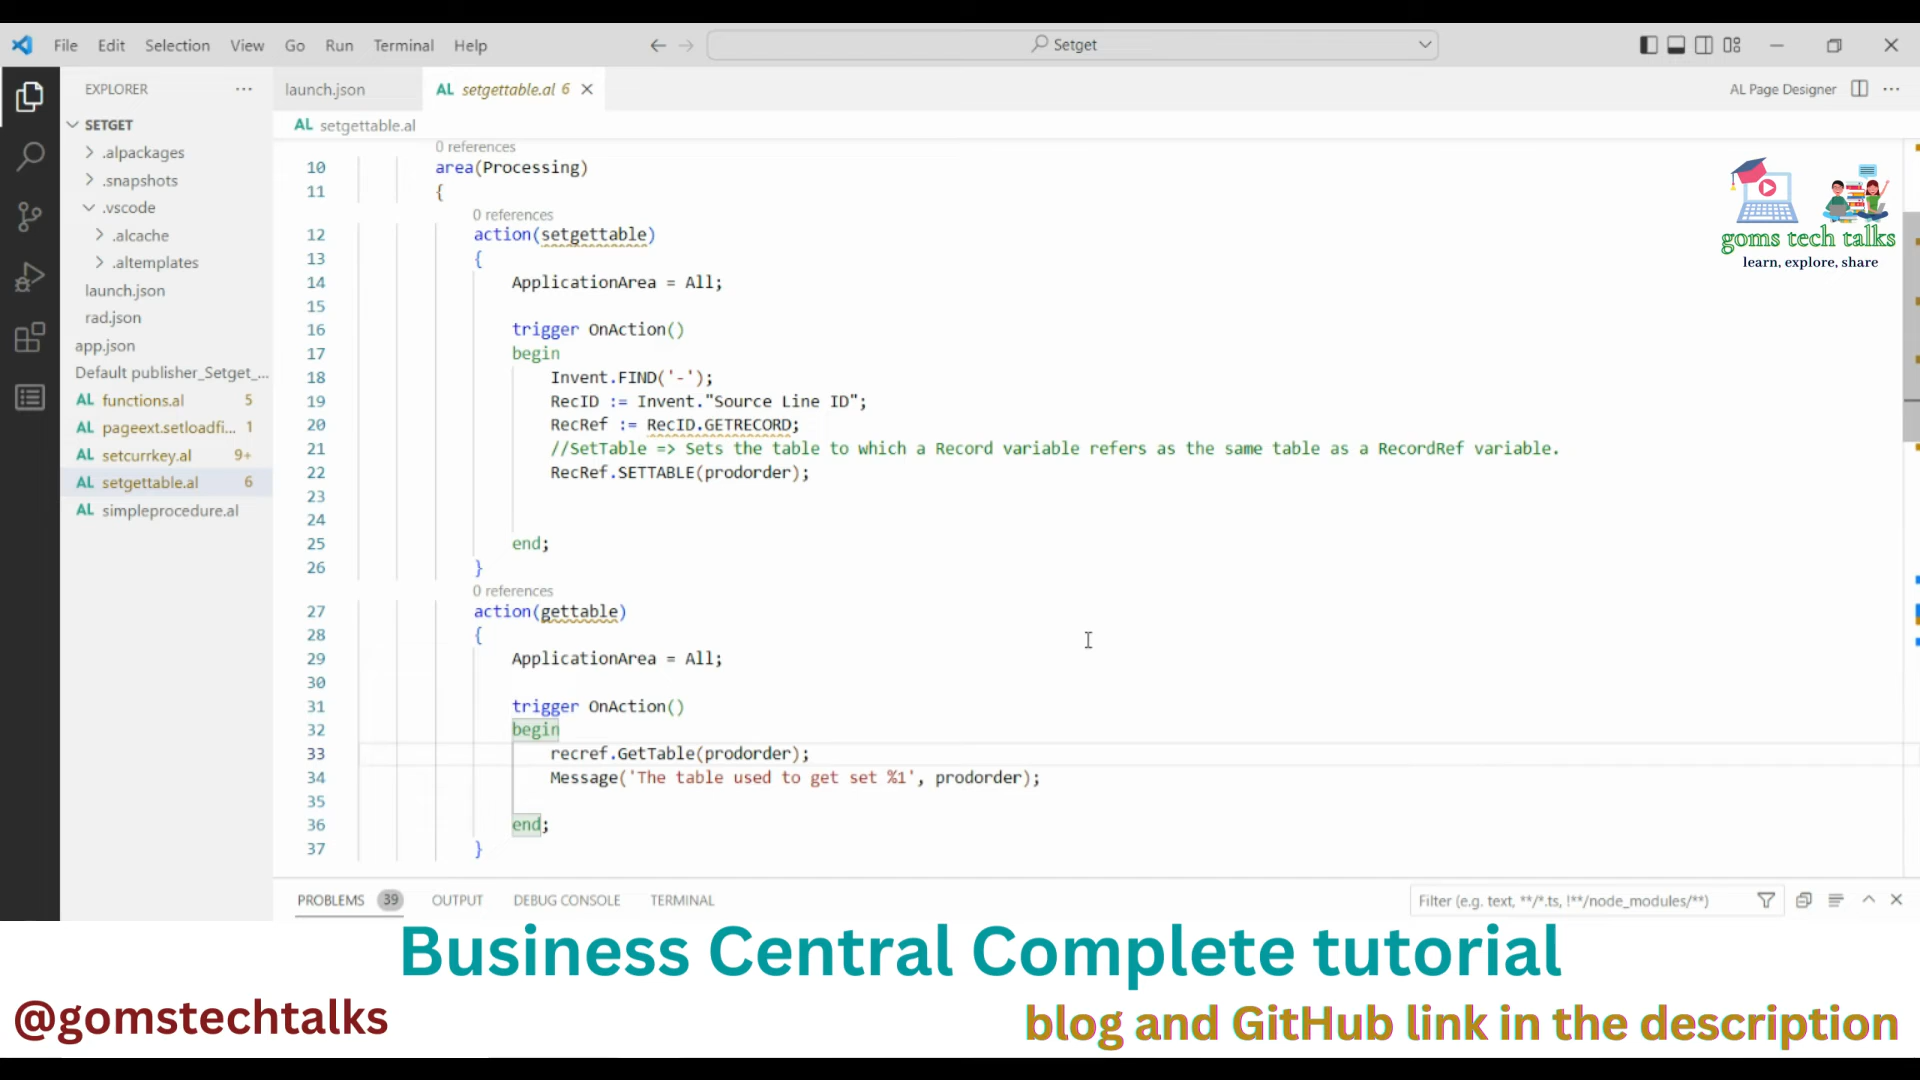 File Edit Selection View Go Run Terminal Help
Setget
EXPLORER
launch.json
AL setgettable.al 6
AL Page Designer
SETGET
AL setgettable.al
.alpackages
.snapshots
.vscode
.alcache
.altemplates
launch.json
rad.json
app.json
Default publisher_Setget_...
AL functions.al 5
AL pageext.setloadfi... 1
AL setcurrkey.al 9+
AL setgettable.al 6
AL simpleprocedure.al
0 references
10 area(Processing)
11 {
0 references
12 action(setgettable)
13 {
14 ApplicationArea = All;
15
16 trigger OnAction()
17 begin
18 Invent.FIND('-');
19 RecID := Invent."Source Line ID";
20 RecRef := RecID.GETRECORD;
21 //SetTable => Sets the table to which a Record variable refers as the same table as a RecordRef variable.
22 RecRef.SETTABLE(prodorder);
23
24
25 end;
26 }
0 references
27 action(gettable)
28 {
29 ApplicationArea = All;
30
31 trigger OnAction()
32 begin
33 recref.GetTable(prodorder);
34 Message('The table used to get set %1', prodorder);
35
36 end;
37 }
goms tech talks
learn, explore, share
PROBLEMS 39 OUTPUT DEBUG CONSOLE TERMINAL
Filter (e.g. text, **/*.ts, !**/node_modules/**)
Business Central Complete tutorial
@gomstechtalks
blog and GitHub link in the description